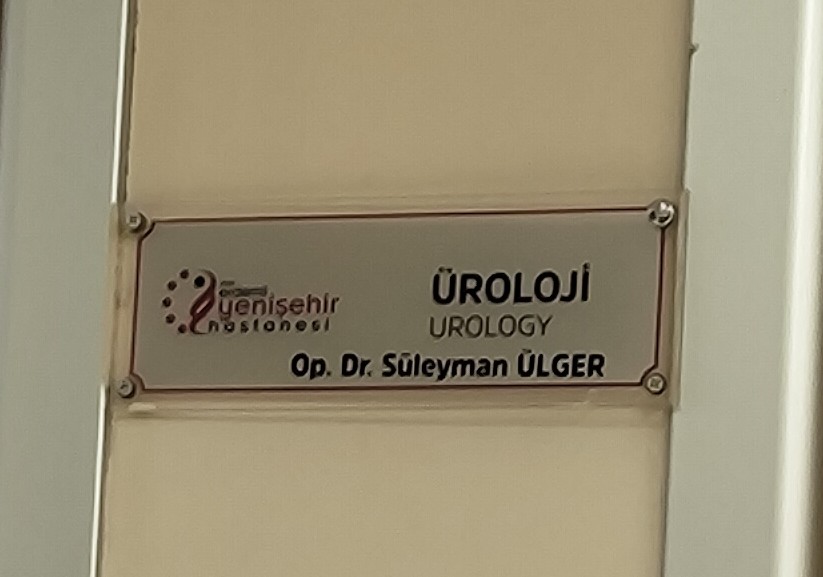 yenişehir
hastanesi
ÜROLOJİ
UROLOGY
Op. Dr. Süleyman ÜLGER